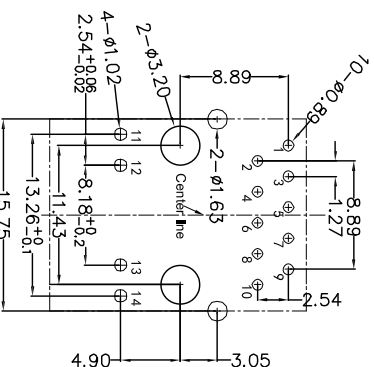 10-ø0.89
8.89
2-ø3.20
4-ø1.02
2.54 +0.06 -0.02
1
2
3
4
5
6
7
8
9
10
8.89
1.27
2-ø1.63
11
12
Center line
8.18 +0 -0.2
11.43
13.26 +0 -0.1
15.75
13
14
2.54
4.90
3.05